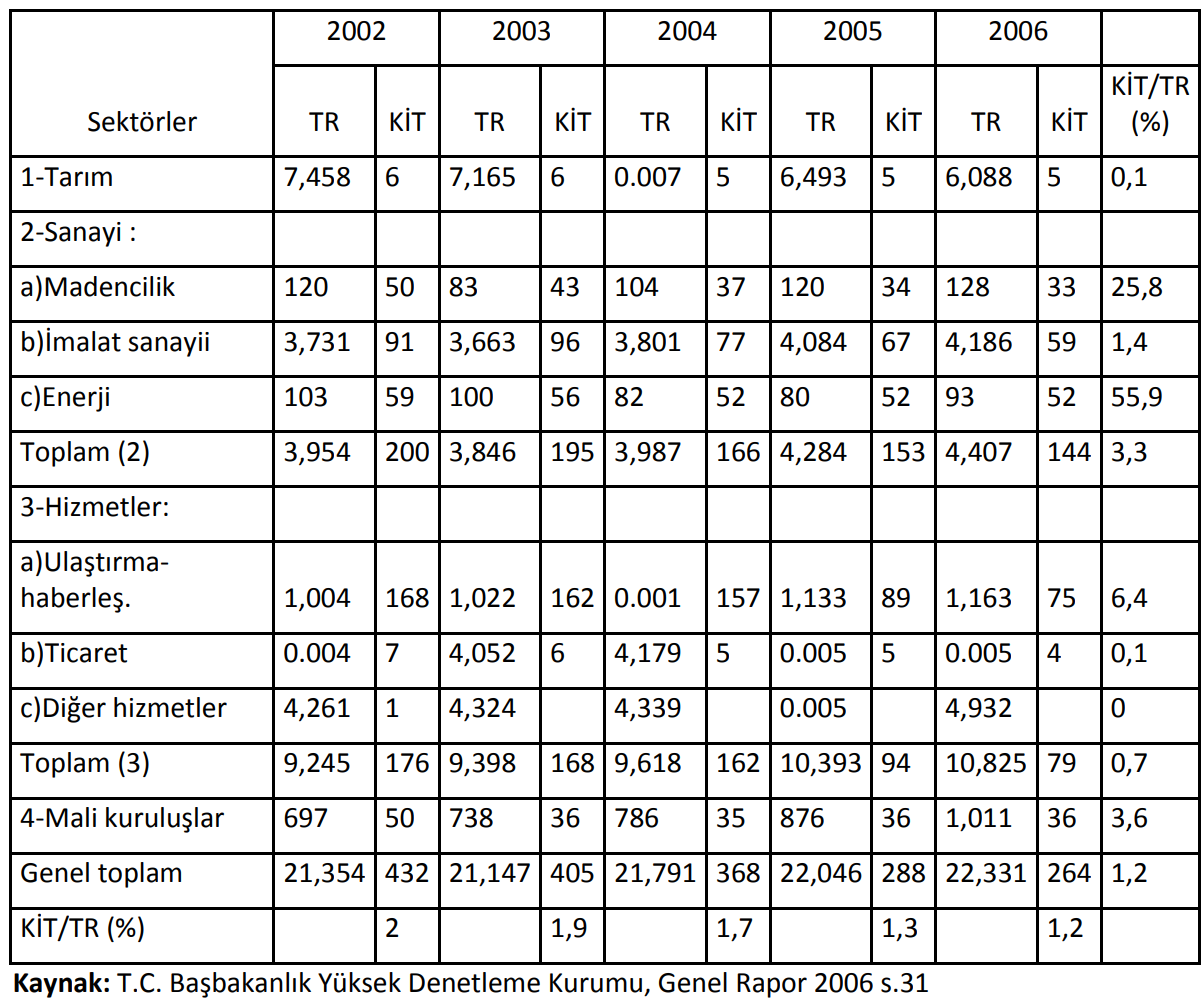 2002 2003 2004 2005 2006
Sektörler TR KİT TR KİT TR KİT TR KİT TR KİT KİT/TR (%)
1-Tarım 7,458 6 7,165 6 0.007 5 6,493 5 6,088 5 0,1
2-Sanayi :
a)Madencilik 120 50 83 43 104 37 120 34 128 33 25,8
b)İmalat sanayii 3,731 91 3,663 96 3,801 77 4,084 67 4,186 59 1,4
c)Enerji 103 59 100 56 82 52 80 52 93 52 55,9
Toplam (2) 3,954 200 3,846 195 3,987 166 4,284 153 4,407 144 3,3
3-Hizmetler:
a)Ulaştırma-
haberleş. 1,004 168 1,022 162 0.001 157 1,133 89 1,163 75 6,4
b)Ticaret 0.004 7 4,052 6 4,179 5 0.005 5 0.005 4 0,1
c)Diğer hizmetler 4,261 1 4,324 4,339 0.005 4,932 0
Toplam (3) 9,245 176 9,398 168 9,618 162 10,393 94 10,825 79 0,7
4-Mali kuruluşlar 697 50 738 36 786 35 876 36 1,011 36 3,6
Genel toplam 21,354 432 21,147 405 21,791 368 22,046 288 22,331 264 1,2
KİT/TR (%) 2 1,9 1,7 1,3 1,2
Kaynak: T.C. Başbakanlık Yüksek Denetleme Kurumu, Genel Rapor 2006 s.31